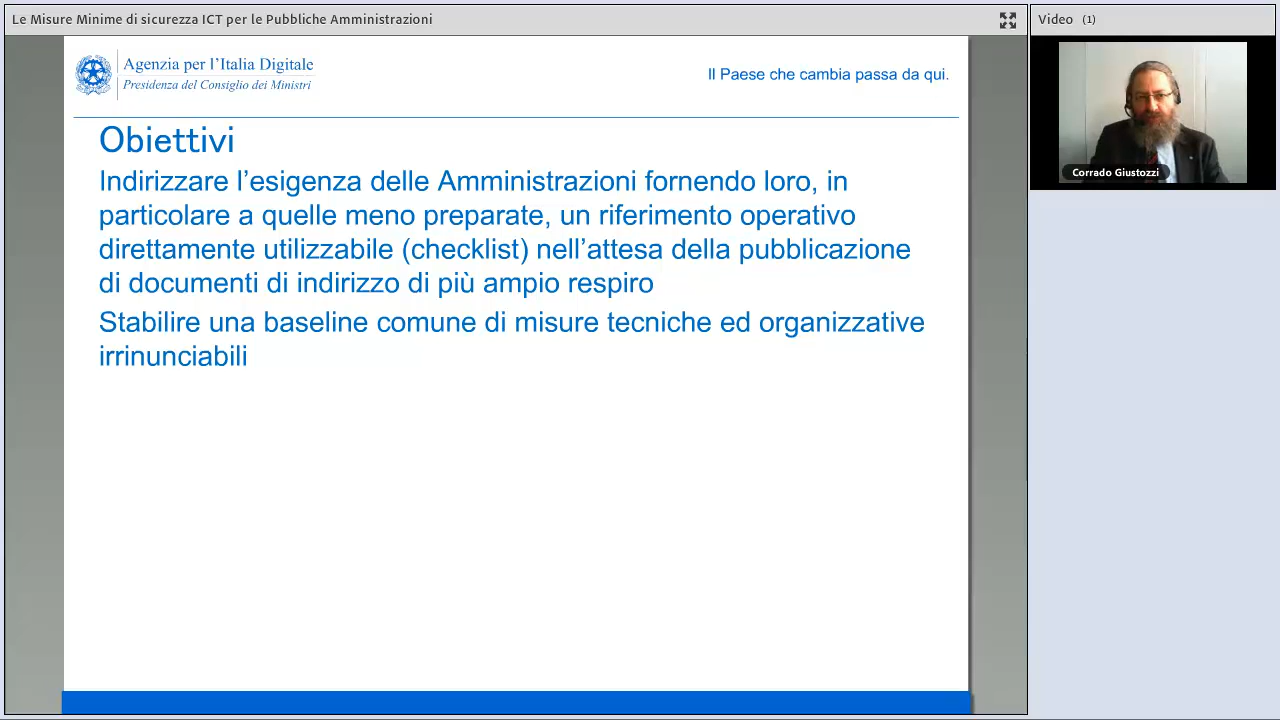 Le Misure Minime di sicurezza ICT per le Pubbliche Amministrazioni
Video (1)
Agenzia per l'Italia Digitale
Presidenza del Consiglio dei Ministri
Il Paese che cambia passa da qui.
Corrado Giustozzi
Obiettivi
Indirizzare l'esigenza delle Amministrazioni fornendo loro, in
particolare a quelle meno preparate, un riferimento operativo
direttamente utilizzabile (checklist) nell'attesa della pubblicazione
di documenti di indirizzo di più ampio respiro
Stabilire una baseline comune di misure tecniche ed organizzative
irrinunciabili